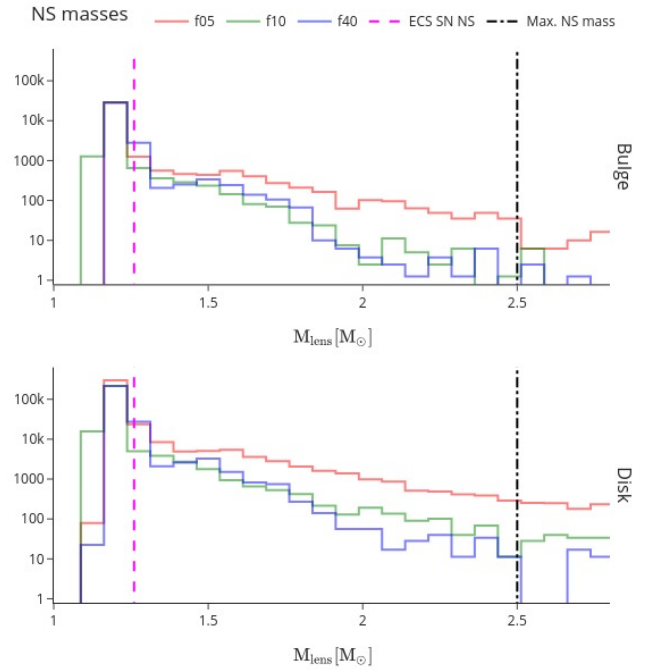 NS masses
f05 f10 f40 ECS SN NS Max. NS mass
100k
10k
1000
100
10
1
Bulge
1 1.5 2 2.5
M_lens [M_⊙]
100k
10k
1000
100
10
1
Disk
1 1.5 2 2.5
M_lens [M_⊙]